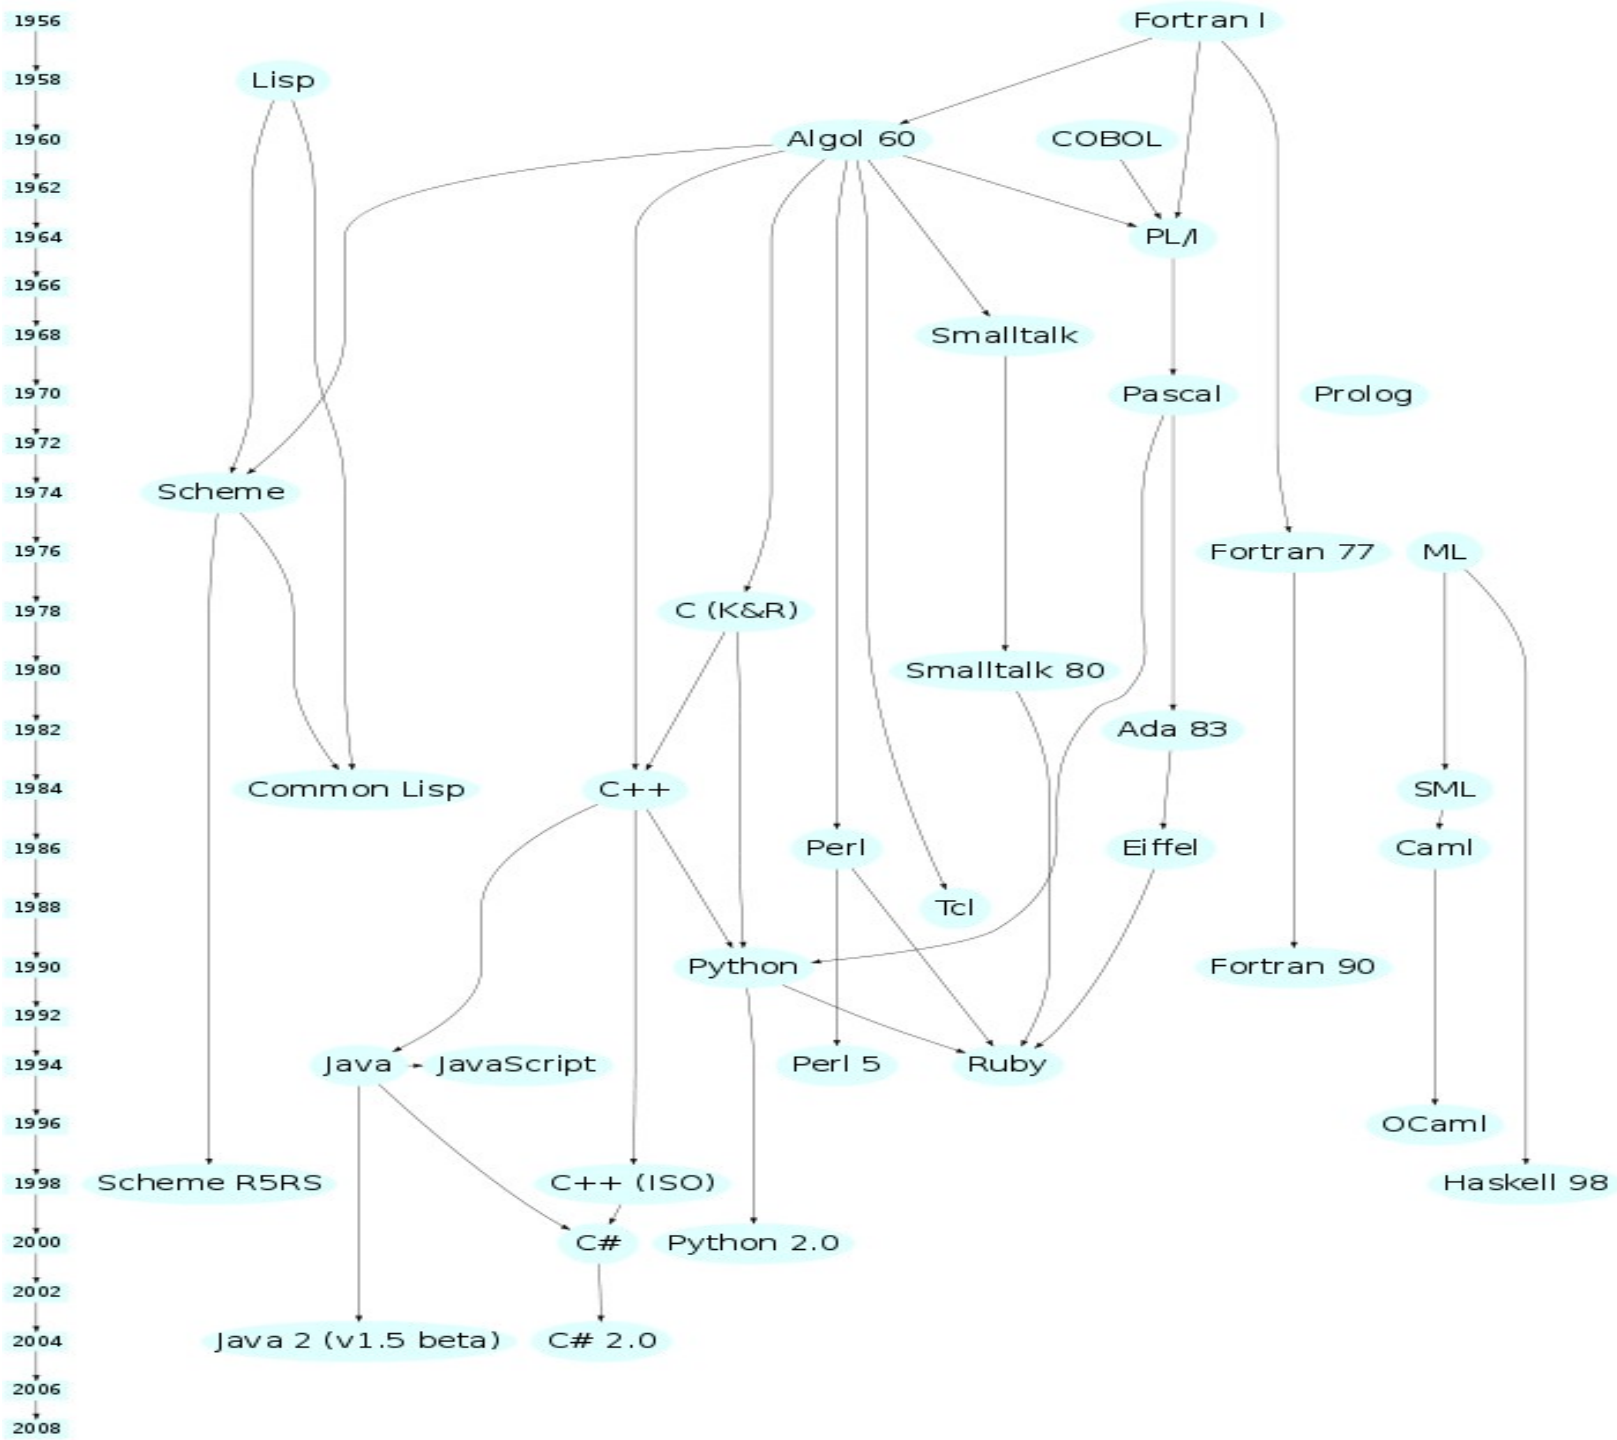 1956 Fortran I
1958 Lisp
1960 Algol 60 COBOL
1962
1964 PL/I
1966
1968 Smalltalk
1970 Pascal Prolog
1972
1974 Scheme
1976 Fortran 77 ML
1978 C (K&R)
1980 Smalltalk 80
1982 Ada 83
1984 Common Lisp C++ SML
1986 Perl Eiffel Caml
1988 Tcl
1990 Python Fortran 90
1992
1994 Java JavaScript Perl 5 Ruby
1996 OCaml
1998 Scheme R5RS C++ (ISO) Haskell 98
2000 C# Python 2.0
2002
2004 Java 2 (v1.5 beta) C# 2.0
2006
2008